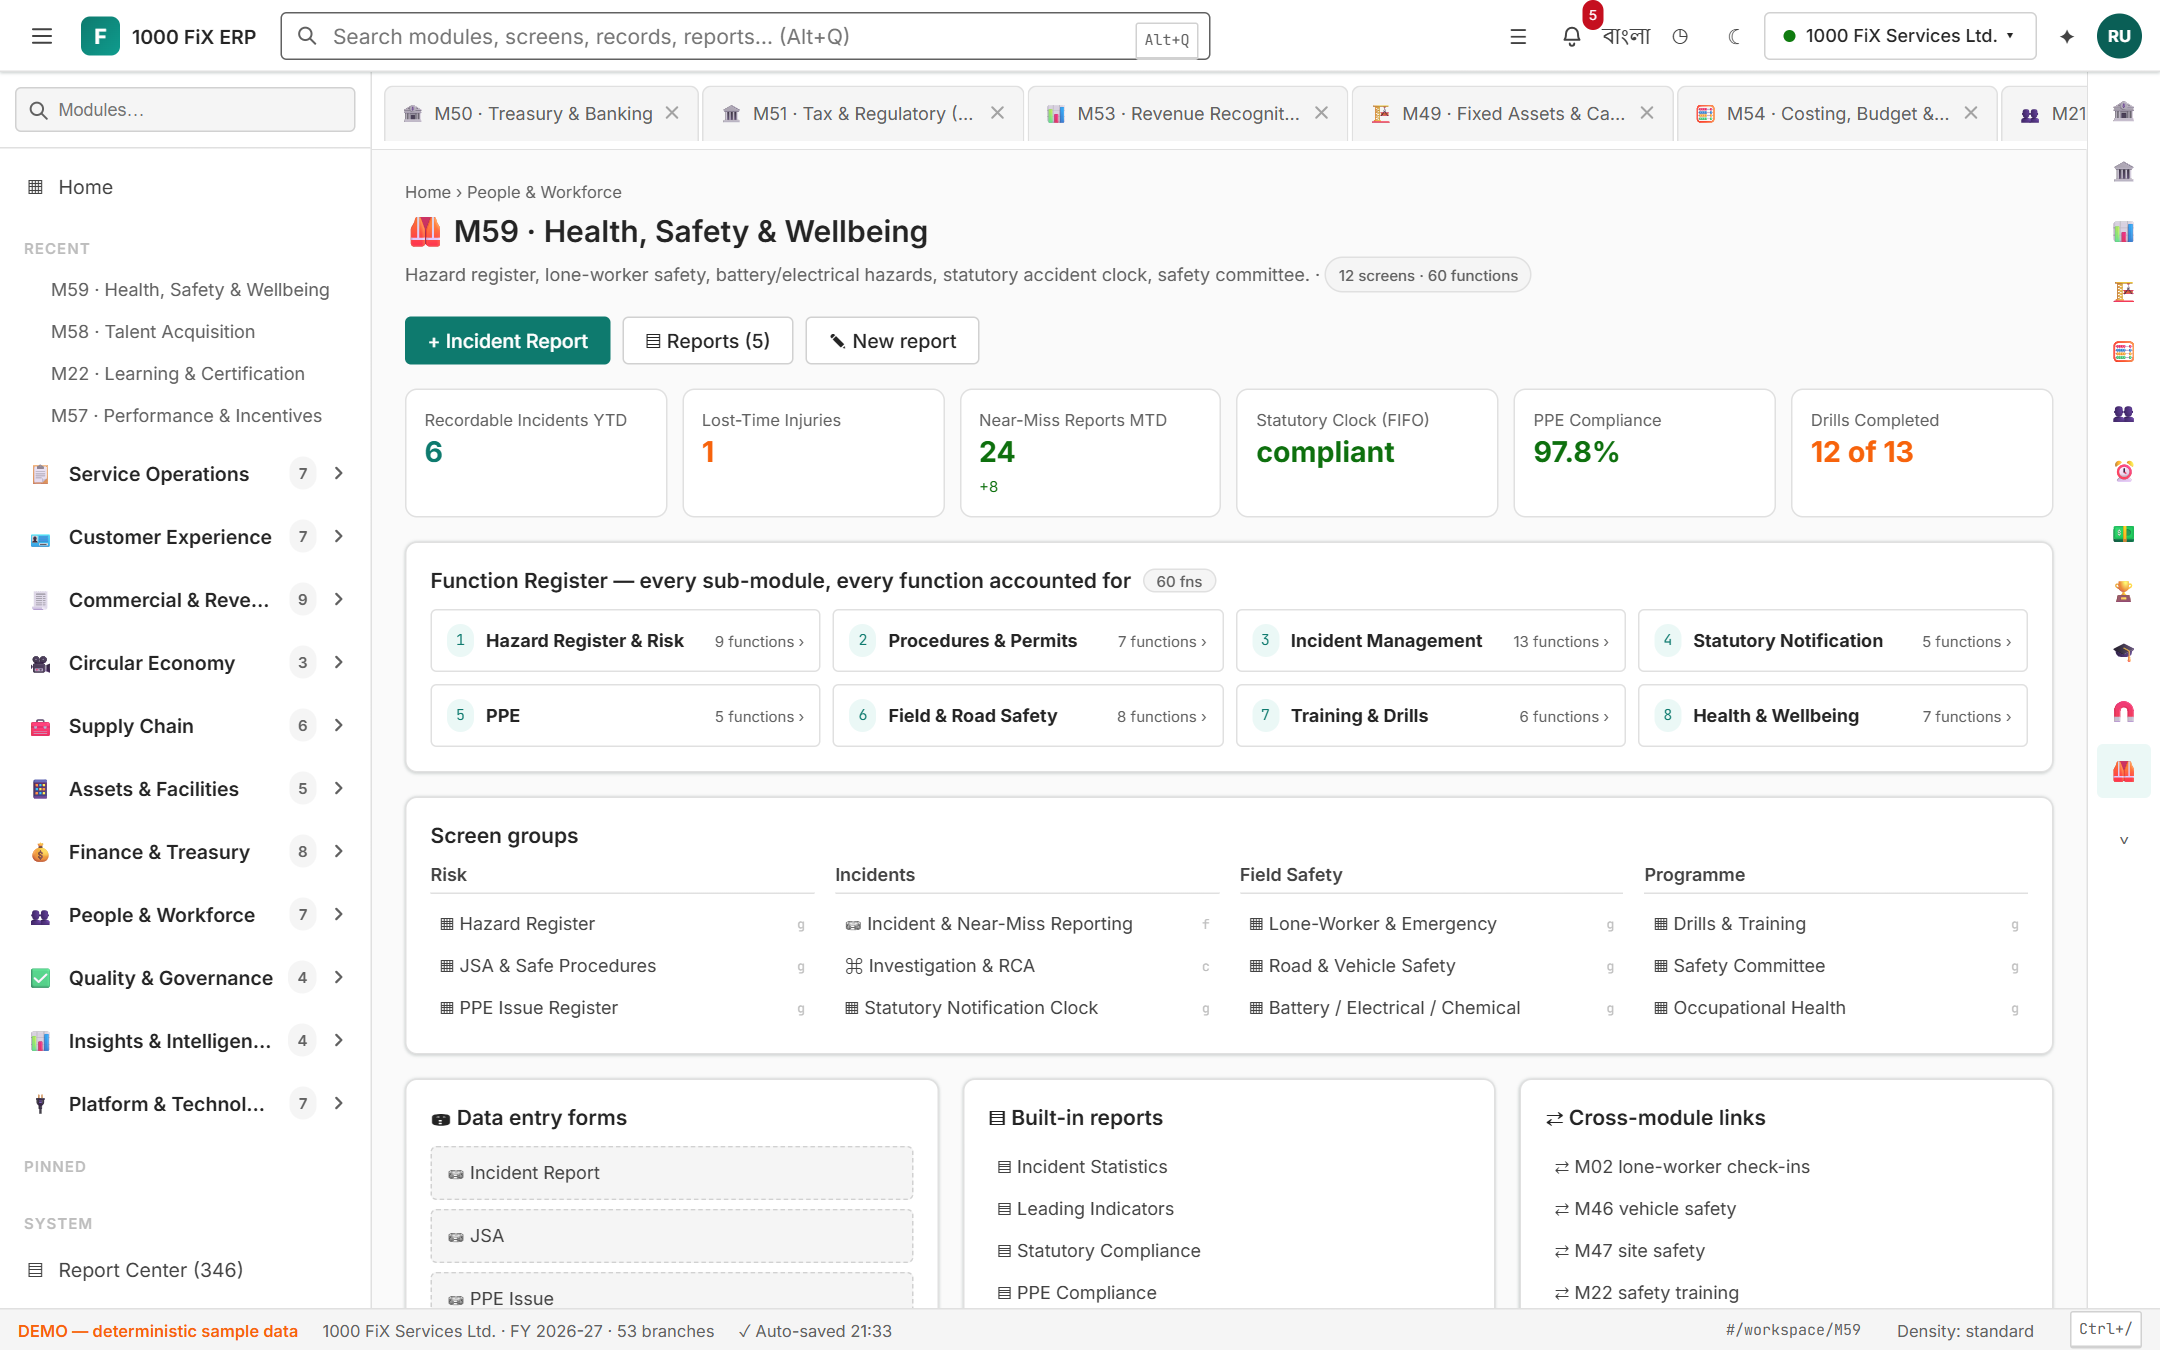 F 1000 FiX ERP
Search modules, screens, records, reports... (Alt+Q)
Alt+Q
5
বাংলা
1000 FiX Services Ltd.
RU
Modules...
Home
RECENT
M59 · Health, Safety & Wellbeing
M58 · Talent Acquisition
M22 · Learning & Certification
M57 · Performance & Incentives
Service Operations 7
Customer Experience 7
Commercial & Reve... 9
Circular Economy 3
Supply Chain 6
Assets & Facilities 5
Finance & Treasury 8
People & Workforce 7
Quality & Governance 4
Insights & Intelligen... 4
Platform & Technol... 7
PINNED
SYSTEM
Report Center (346)
M50 · Treasury & Banking
M51 · Tax & Regulatory (...
M53 · Revenue Recognit...
M49 · Fixed Assets & Ca...
M54 · Costing, Budget &...
M21
Home › People & Workforce
M59 · Health, Safety & Wellbeing
Hazard register, lone-worker safety, battery/electrical hazards, statutory accident clock, safety committee. · 12 screens · 60 functions
+ Incident Report
Reports (5)
New report
Recordable Incidents YTD
6
Lost-Time Injuries
1
Near-Miss Reports MTD
24
+8
Statutory Clock (FIFO)
compliant
PPE Compliance
97.8%
Drills Completed
12 of 13
Function Register — every sub-module, every function accounted for 60 fns
1 Hazard Register & Risk 9 functions ›
2 Procedures & Permits 7 functions ›
3 Incident Management 13 functions ›
4 Statutory Notification 5 functions ›
5 PPE 5 functions ›
6 Field & Road Safety 8 functions ›
7 Training & Drills 6 functions ›
8 Health & Wellbeing 7 functions ›
Screen groups
Risk
Hazard Register g
JSA & Safe Procedures g
PPE Issue Register g
Incidents
Incident & Near-Miss Reporting f
Investigation & RCA c
Statutory Notification Clock g
Field Safety
Lone-Worker & Emergency g
Road & Vehicle Safety g
Battery / Electrical / Chemical g
Programme
Drills & Training g
Safety Committee g
Occupational Health g
Data entry forms
Incident Report
JSA
PPE Issue
Built-in reports
Incident Statistics
Leading Indicators
Statutory Compliance
PPE Compliance
Cross-module links
M02 lone-worker check-ins
M46 vehicle safety
M47 site safety
M22 safety training
DEMO — deterministic sample data
1000 FiX Services Ltd. · FY 2026-27 · 53 branches
✓ Auto-saved 21:33
#/workspace/M59
Density: standard
Ctrl+/